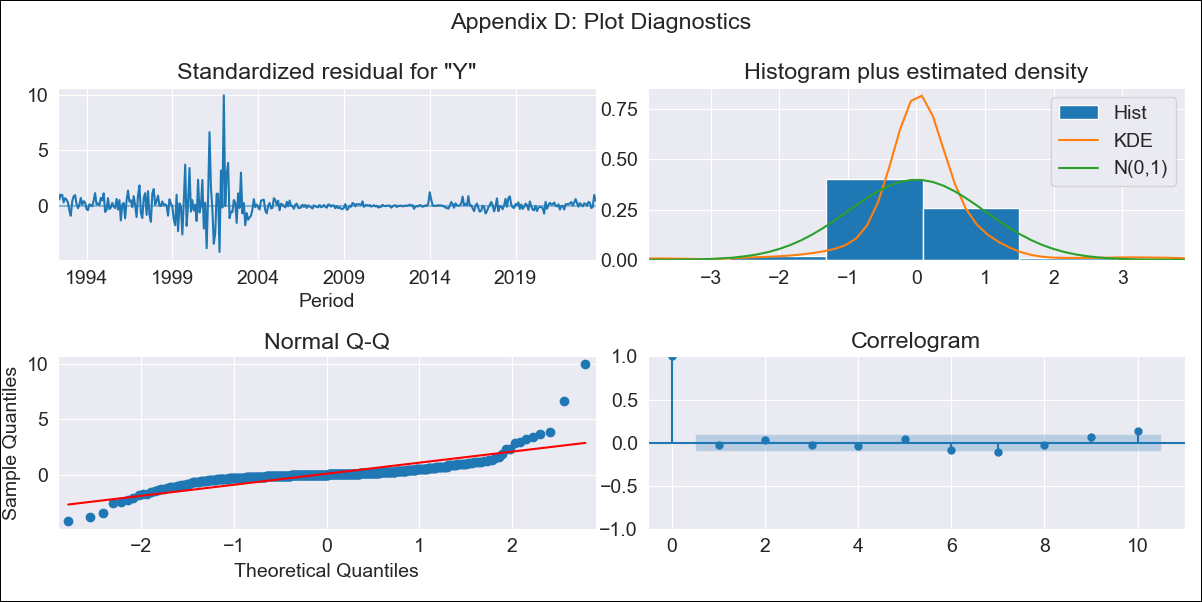 Appendix D: Plot Diagnostics
Standardized residual for "Y"
10
5
0
1994 1999 2004 2009 2014 2019
Period
Histogram plus estimated density
0.75
0.50
0.25
0.00
−3 −2 −1 0 1 2 3
Hist
KDE
N(0,1)
Normal Q-Q
Sample Quantiles
10
5
0
−2 −1 0 1 2
Theoretical Quantiles
Correlogram
1.0
0.5
0.0
−0.5
−1.0
0 2 4 6 8 10